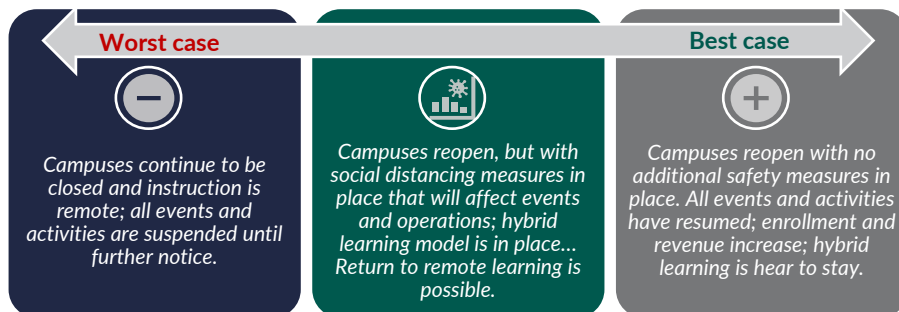 Worst case
Best case
Campuses continue to be
closed and instruction is
remote; all events and
activities are suspended until
further notice.
Campuses reopen, but with
social distancing measures in
place that will affect events
and operations; hybrid
learning model is in place...
Return to remote learning is
possible.
Campuses reopen with no
additional safety measures in
place. All events and activities
have resumed; enrollment and
revenue increase; hybrid
learning is hear to stay.